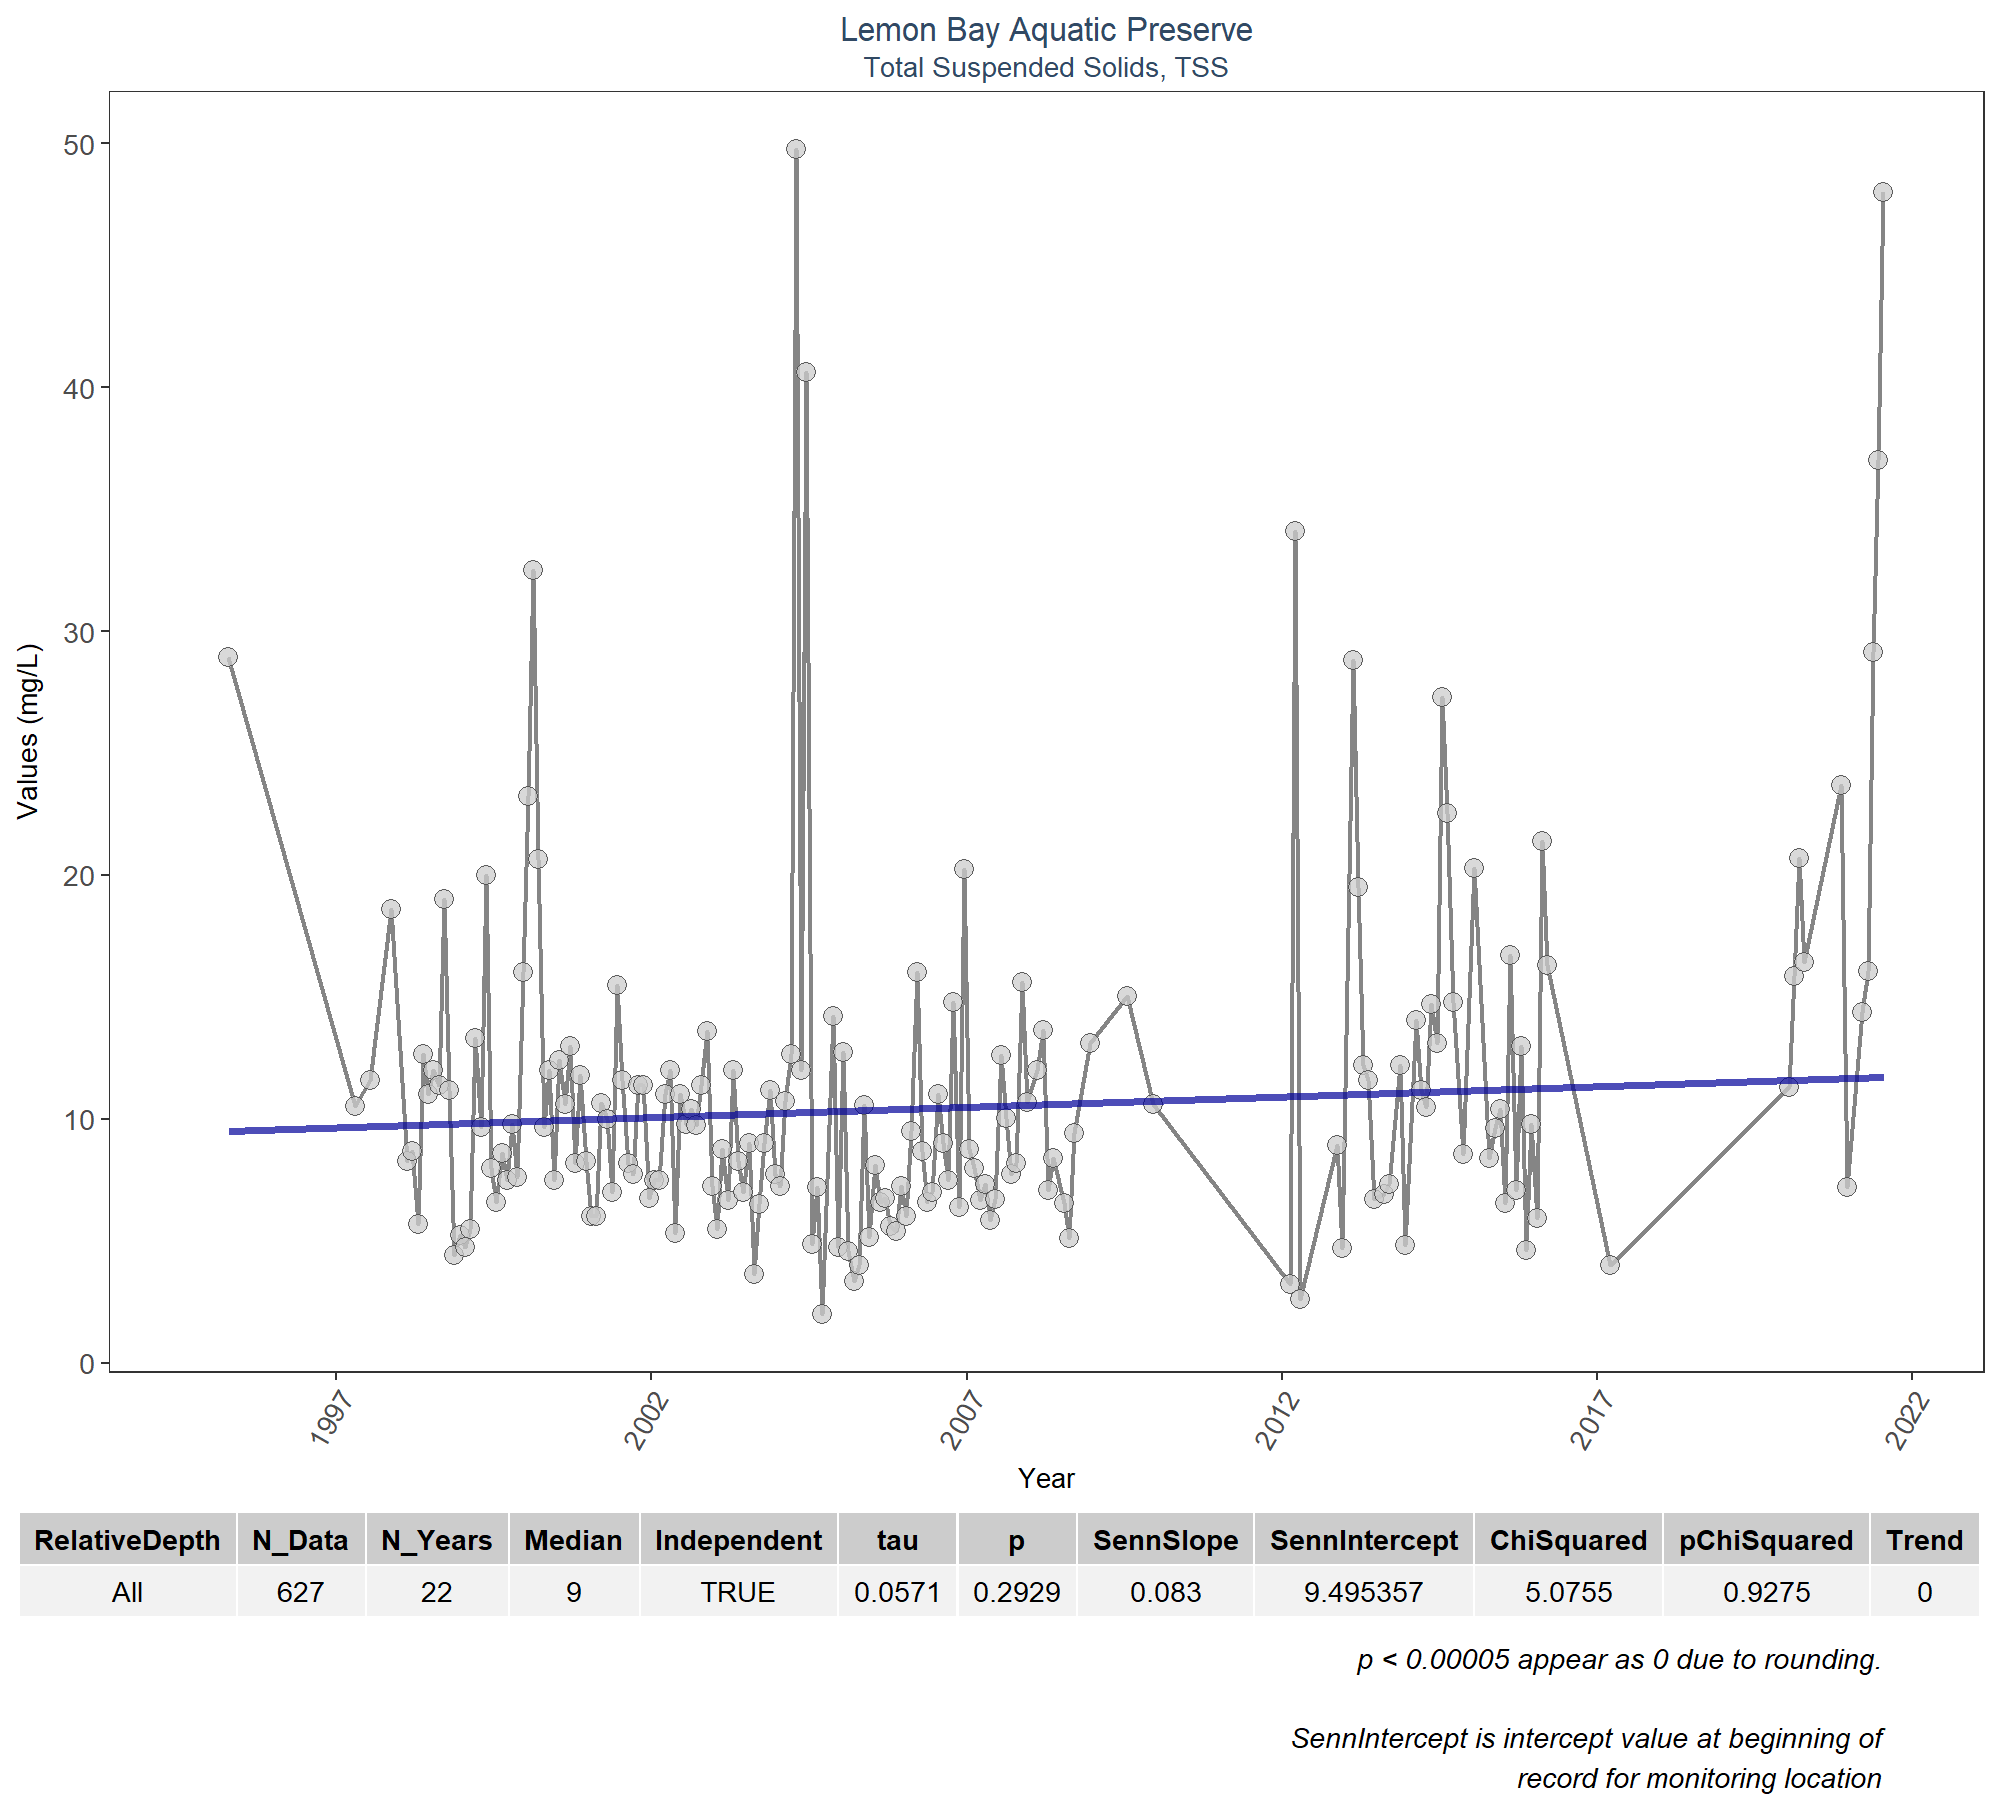 Lemon Bay Aquatic Preserve
Total Suspended Solids, TSS
Values (mg/L)
50
40
30
20
10
0
1997
2002
2007
2012
2017
2022
Year
RelativeDepth N_Data N_Years Median Independent tau p SennSlope SennIntercept ChiSquared pChiSquared Trend
All 627 22 9 TRUE 0.0571 0.2929 0.083 9.495357 5.0755 0.9275 0
p < 0.00005 appear as 0 due to rounding.
SennIntercept is intercept value at beginning of
record for monitoring location